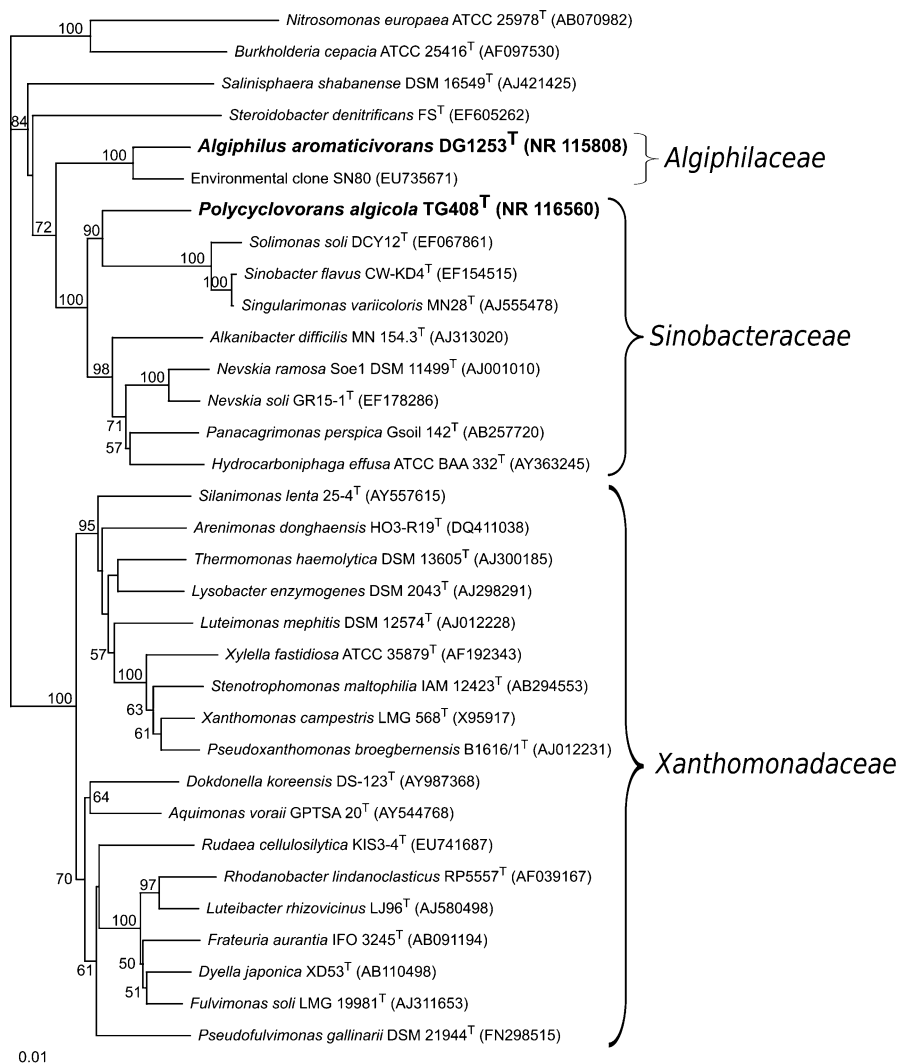 100
Nitrosomonas europaea ATCC 25978T (AB070982)
Burkholderia cepacia ATCC 25416T (AF097530)
Salinisphaera shabanense DSM 16549T (AJ421425)
84
Steroidobacter denitrificans FST (EF605262)
100
Algiphilus aromaticivorans DG1253T (NR 115808)
Algiphilaceae
Environmental clone SN80 (EU735671)
72
90
Polycyclovorans algicola TG408T (NR 116560)
Solimonas soli DCY12T (EF067861)
100
Sinobacter flavus CW-KD4T (EF154515)
100
Singularimonas variicoloris MN28T (AJ555478)
100
Alkanibacter difficilis MN 154.3T (AJ313020)
Sinobacteraceae
98
100
Nevskia ramosa Soe1 DSM 11499T (AJ001010)
Nevskia soli GR15-1T (EF178286)
71
Panacagrimonas perspica Gsoil 142T (AB257720)
57
Hydrocarboniphaga effusa ATCC BAA 332T (AY363245)
Silanimonas lenta 25-4T (AY557615)
95
Arenimonas donghaensis HO3-R19T (DQ411038)
Thermomonas haemolytica DSM 13605T (AJ300185)
Lysobacter enzymogenes DSM 2043T (AJ298291)
Luteimonas mephitis DSM 12574T (AJ012228)
57
Xylella fastidiosa ATCC 35879T (AF192343)
100
Stenotrophomonas maltophilia IAM 12423T (AB294553)
100
63
Xanthomonas campestris LMG 568T (X95917)
61
Pseudoxanthomonas broegbernensis B1616/1T (AJ012231)
Xanthomonadaceae
Dokdonella koreensis DS-123T (AY987368)
64
Aquimonas voraii GPTSA 20T (AY544768)
Rudaea cellulosilytica KIS3-4T (EU741687)
70
97
Rhodanobacter lindanoclasticus RP5557T (AF039167)
Luteibacter rhizovicinus LJ96T (AJ580498)
100
Frateuria aurantia IFO 3245T (AB091194)
50
61
Dyella japonica XD53T (AB110498)
51
Fulvimonas soli LMG 19981T (AJ311653)
Pseudofulvimonas gallinarii DSM 21944T (FN298515)
0.01